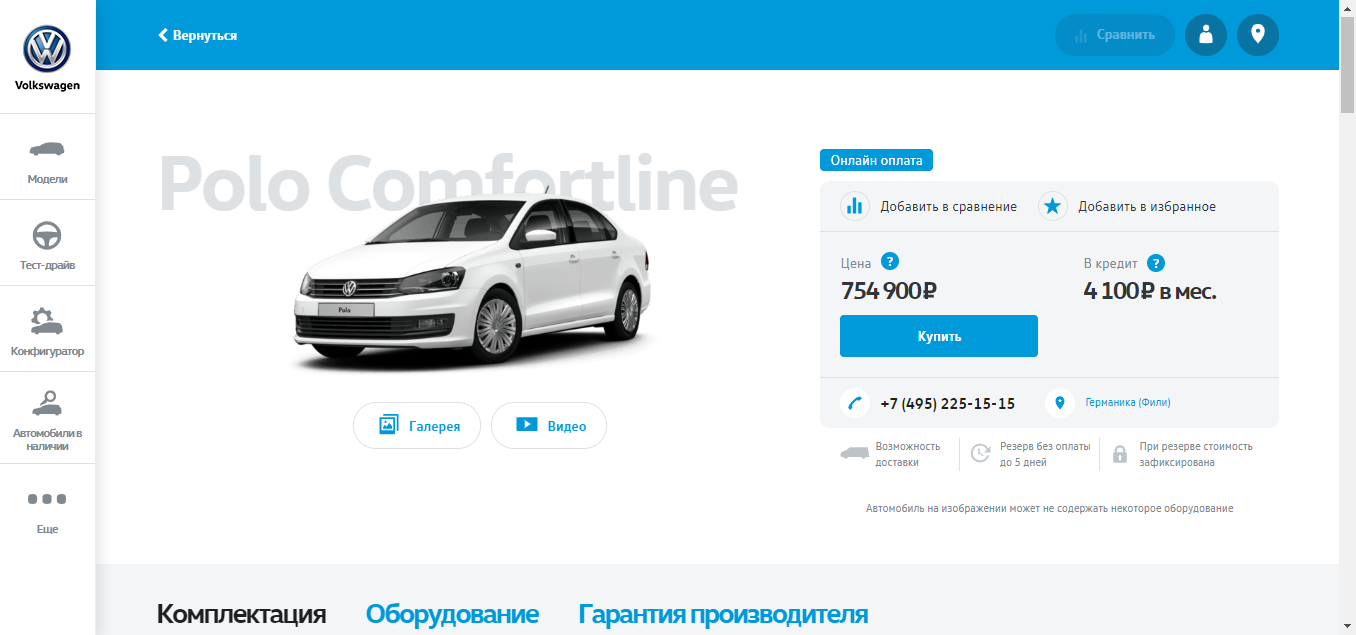 Volkswagen
Модели
Тест-драйв
Конфигуратор
Автомобили в
наличии
Еще
Вернуться
Сравнить
Polo Comfortline
Polo
Галерея
Видео
Онлайн оплата
Добавить в сравнение
Добавить в избранное
Цена ?
754 900₽
В кредит ?
4 100₽ в мес.
Купить
+7 (495) 225-15-15
Германика (Фили)
Возможность
доставки
Резерв без оплаты
до 5 дней
При резерве стоимость
зафиксирована
Автомобиль на изображении может не содержать некоторое оборудование
Комплектация Оборудование Гарантия производителя